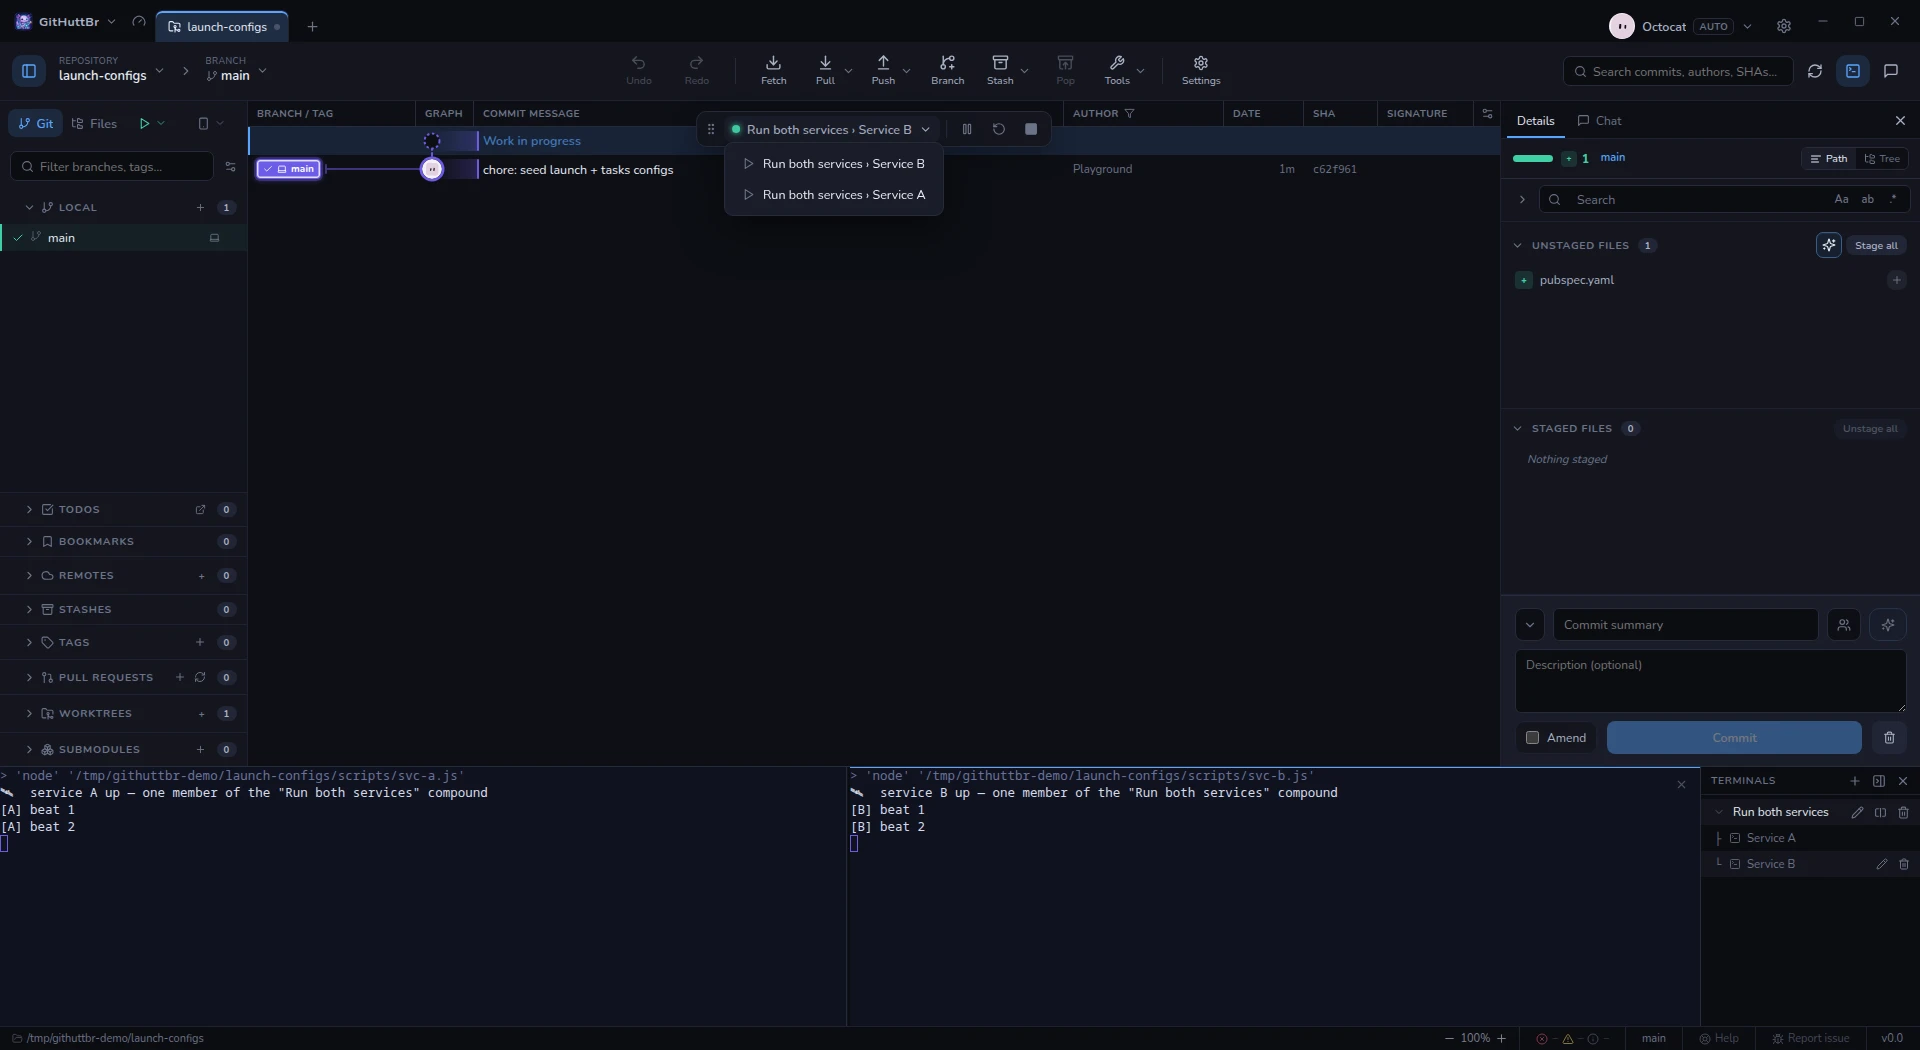 GitHuttBr
launch-configs
Octocat AUTO
REPOSITORY
launch-configs
BRANCH
main
Undo
Redo
Fetch
Pull
Push
Branch
Stash
Pop
Tools
Settings
Search commits, authors, SHAs...
Git
Files
Filter branches, tags...
LOCAL 1
main
TODOS 0
BOOKMARKS 0
REMOTES 0
STASHES 0
TAGS 0
PULL REQUESTS 0
WORKTREES 1
SUBMODULES 0
BRANCH / TAG
GRAPH
COMMIT MESSAGE
AUTHOR
DATE
SHA
SIGNATURE
Work in progress
main
chore: seed launch + tasks configs
Playground
1m
c62f961
Run both services › Service B
Run both services › Service B
Run both services › Service A
Details
Chat
+ 1 main
Path
Tree
Search
Aa
ab
.*
UNSTAGED FILES 1
Stage all
pubspec.yaml
STAGED FILES 0
Unstage all
Nothing staged
Commit summary
Description (optional)
Amend
Commit
> 'node' '/tmp/githuttbr-demo/launch-configs/scripts/svc-a.js'
service A up — one member of the "Run both services" compound
[A] beat 1
[A] beat 2
> 'node' '/tmp/githuttbr-demo/launch-configs/scripts/svc-b.js'
service B up — one member of the "Run both services" compound
[B] beat 1
[B] beat 2
TERMINALS
Run both services
Service A
Service B
/tmp/githuttbr-demo/launch-configs
100%
main
Help
Report issue
v0.0